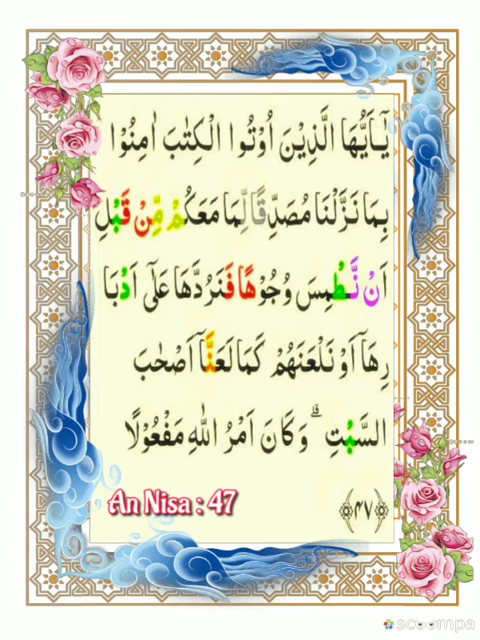 يٰٓاَيُّهَا الَّذِيْنَ اُوْتُوا الْكِتٰبَ اٰمِنُوْا
بِمَا نَزَّلْنَا مُصَدِّقًا لِّمَا مَعَكُمْ مِّنْ قَبْلِ
اَنْ نَّطْمِسَ وُجُوْهًا فَنَرُدَّهَا عَلٰٓى اَدْبَا
رِهَآ اَوْ نَلْعَنَهُمْ كَمَا لَعَنَّآ اَصْحٰبَ
السَّبْتِ ۗ وَكَانَ اَمْرُ اللّٰهِ مَفْعُوْلًا
﴿٤٧﴾
An Nisa : 47
scoompa